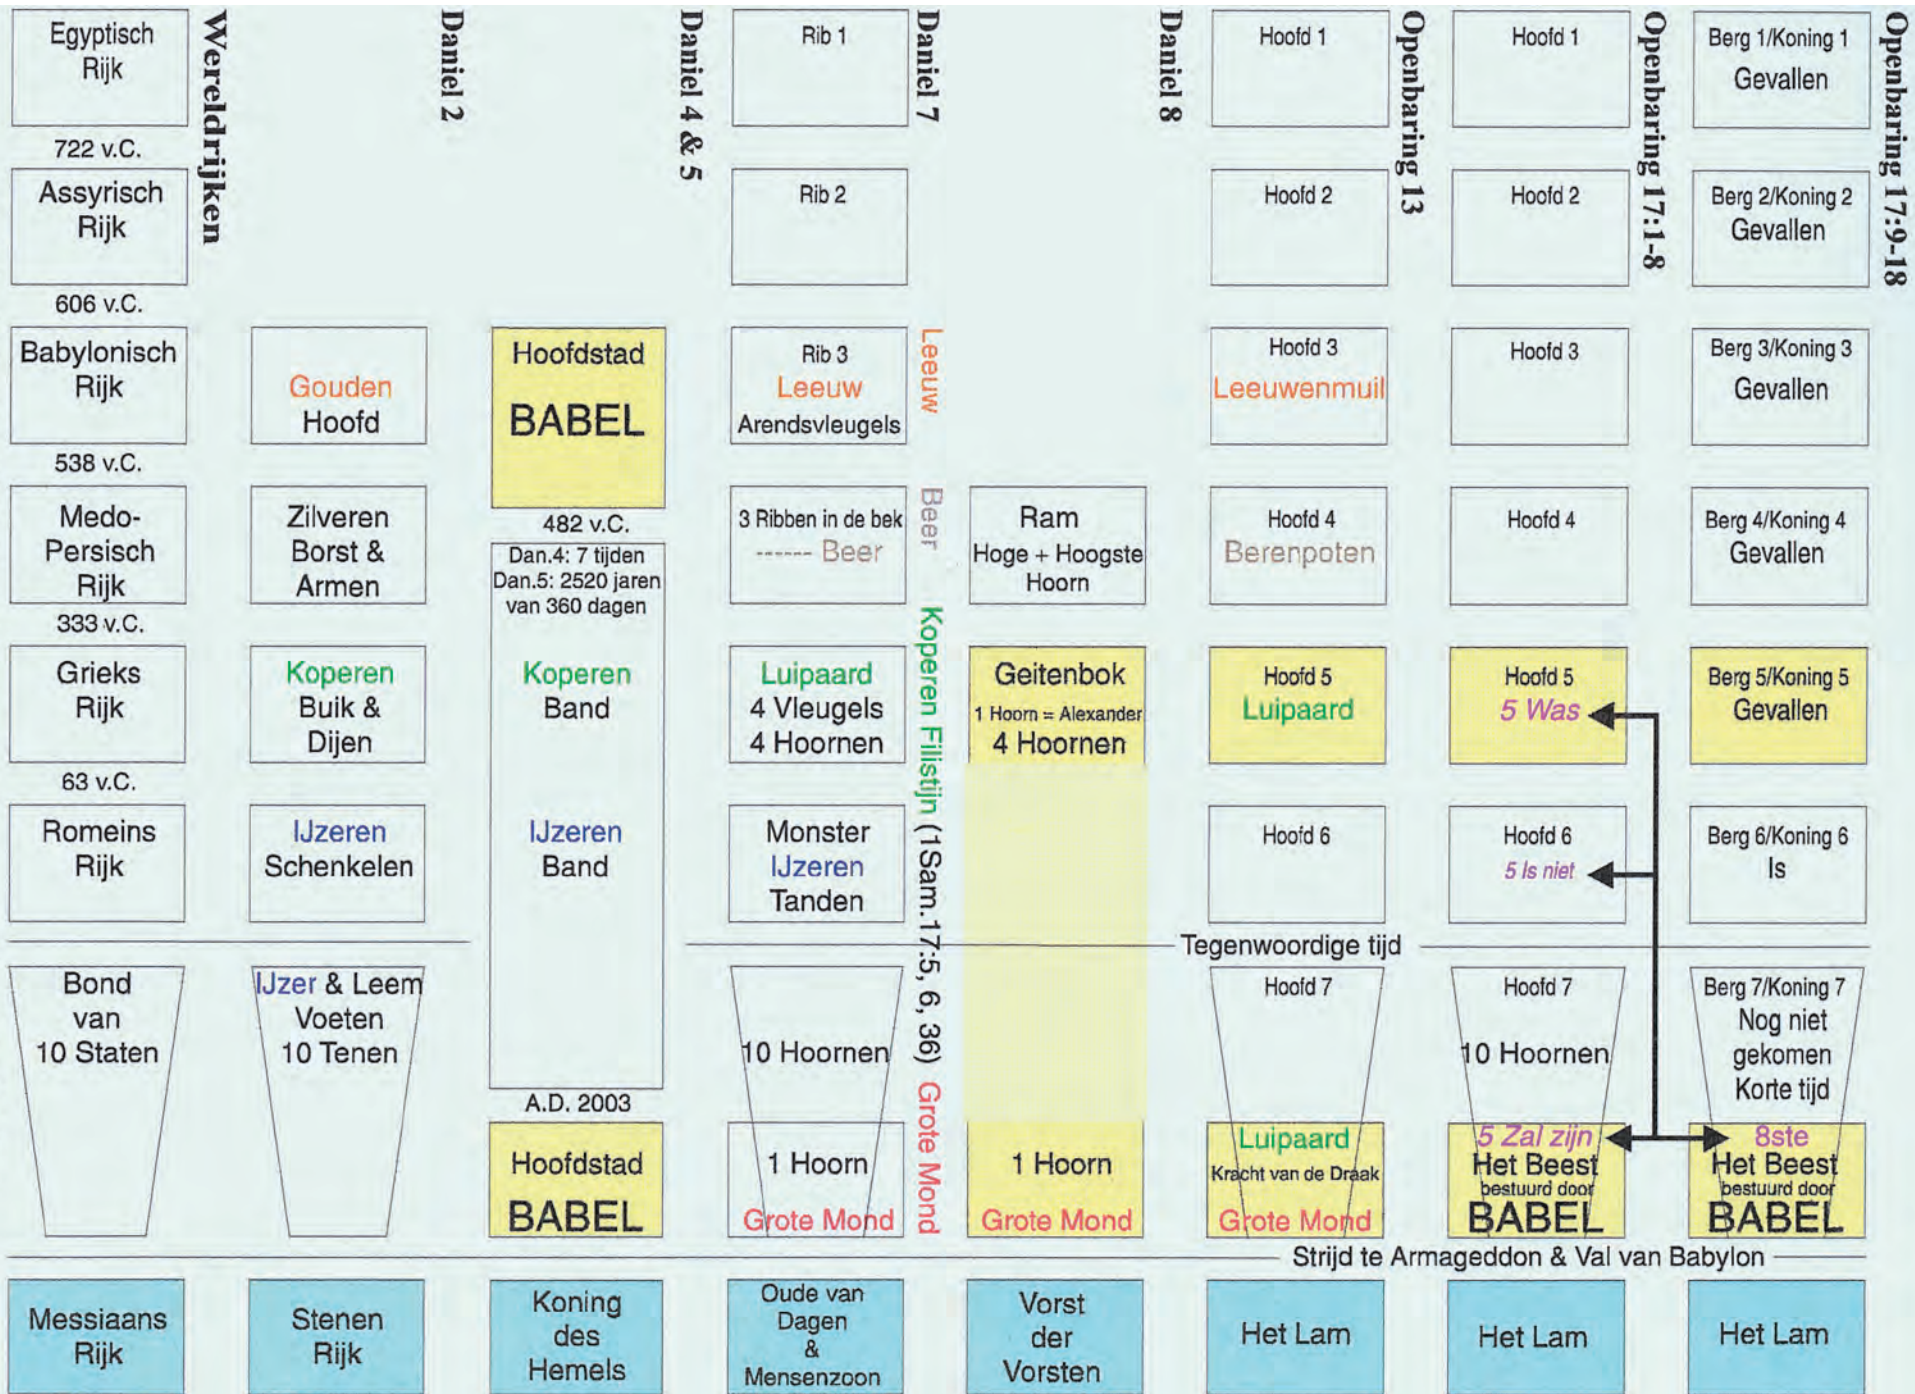 Wereldrijken
Egyptisch
Rijk
722 v.C.
Assyrisch
Rijk
606 v.C.
Babylonisch
Rijk
538 v.C.
Medo-
Persisch
Rijk
333 v.C.
Grieks
Rijk
63 v.C.
Romeins
Rijk
Bond
van
10 Staten
Messiaans
Rijk
Daniel 2
Gouden
Hoofd
Zilveren
Borst &
Armen
Koperen
Buik &
Dijen
IJzeren
Schenkelen
IJzer & Leem
Voeten
10 Tenen
Stenen
Rijk
Daniel 4 & 5
Hoofdstad
BABEL
482 v.C.
Dan.4: 7 tijden
Dan.5: 2520 jaren
van 360 dagen
Koperen
Band
IJzeren
Band
A.D. 2003
Hoofdstad
BABEL
Koning
des
Hemels
Daniel 7
Rib 1
Rib 2
Rib 3
Leeuw
Arendsvleugels
3 Ribben in de bek
------ Beer
Luipaard
4 Vleugels
4 Hoornen
Monster
IJzeren
Tanden
10 Hoornen
1 Hoorn
Grote Mond
Oude van
Dagen
&
Mensenzoon
Leeuw
Beer
Koperen Filistijn (1Sam.17:5, 6, 36)
Grote Mond
Daniel 8
Ram
Hoge + Hoogste
Hoorn
Geitenbok
1 Hoorn = Alexander
4 Hoornen
1 Hoorn
Grote Mond
Vorst
der
Vorsten
Openbaring 13
Hoofd 1
Hoofd 2
Hoofd 3
Leeuwenmuil
Hoofd 4
Berenpoten
Hoofd 5
Luipaard
Hoofd 6
Tegenwoordige tijd
Hoofd 7
Luipaard
Kracht van de Draak
Grote Mond
Het Lam
Openbaring 17:1-8
Hoofd 1
Hoofd 2
Hoofd 3
Hoofd 4
Hoofd 5
5 Was
Hoofd 6
5 Is niet
Hoofd 7
10 Hoornen
5 Zal zijn
Het Beest
bestuurd door
BABEL
Strijd te Armageddon & Val van Babylon
Het Lam
Openbaring 17:9-18
Berg 1/Koning 1
Gevallen
Berg 2/Koning 2
Gevallen
Berg 3/Koning 3
Gevallen
Berg 4/Koning 4
Gevallen
Berg 5/Koning 5
Gevallen
Berg 6/Koning 6
Is
Berg 7/Koning 7
Nog niet
gekomen
Korte tijd
8ste
Het Beest
bestuurd door
BABEL
Het Lam